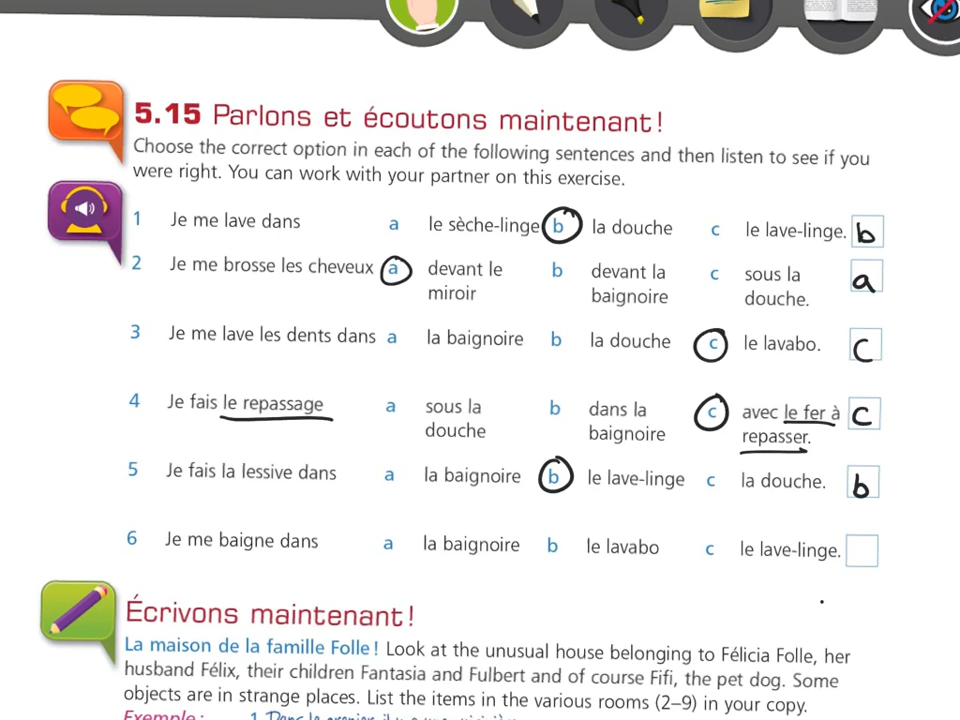 5.15 Parlons et écoutons maintenant!
Choose the correct option in each of the following sentences and then listen to see if you
were right. You can work with your partner on this exercise.
1 Je me lave dans a le sèche-linge b la douche c le lave-linge. b
2 Je me brosse les cheveux a devant le b devant la c sous la a
miroir baignoire douche.
3 Je me lave les dents dans a la baignoire b la douche c le lavabo. c
4 Je fais le repassage a sous la b dans la c avec le fer à c
douche baignoire repasser.
5 Je fais la lessive dans a la baignoire b le lave-linge c la douche. b
6 Je me baigne dans a la baignoire b le lavabo c le lave-linge.
Écrivons maintenant!
La maison de la famille Folle! Look at the unusual house belonging to Félicia Folle, her
husband Félix, their children Fantasia and Fulbert and of course Fifi, the pet dog. Some
objects are in strange places. List the items in the various rooms (2–9) in your copy.
Exemple: 1 Dans le grenier, il y a une